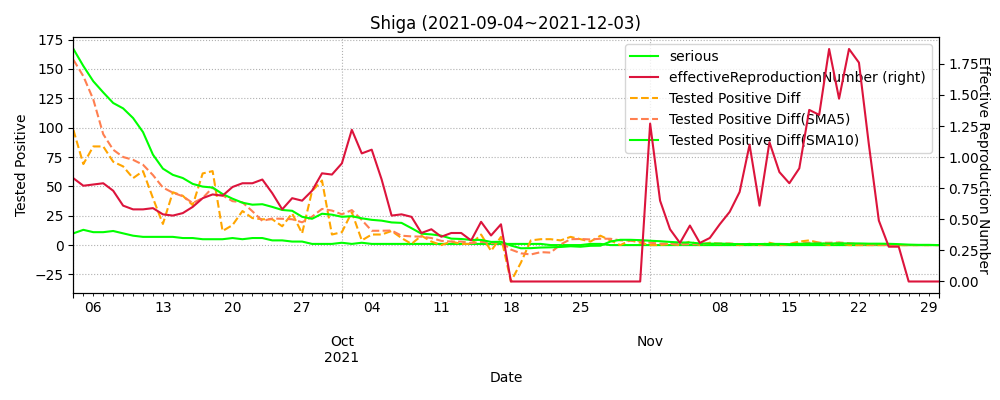 Shiga (2021-09-04~2021-12-03)
175
150
125
100
75
50
25
0
−25
Tested Positive
serious
effectiveReproductionNumber (right)
Tested Positive Diff
Tested Positive Diff(SMA5)
Tested Positive Diff(SMA10)
1.75
1.50
1.25
1.00
0.75
0.50
0.25
0.00
Effective Reproduction Number
06 13 20 27 04 11 18 25 08 15 22 29
Oct Nov
2021
Date